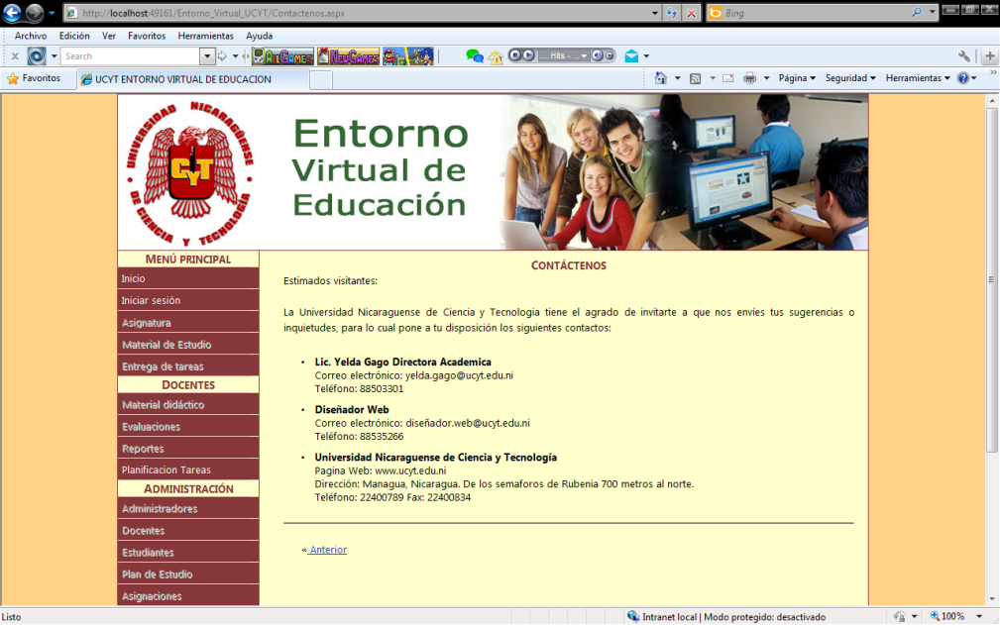 http://localhost:49161/Entorno_Virtual_UCYT/Contactenos.aspx
Bing
Archivo Edición Ver Favoritos Herramientas Ayuda
Search
ALLGAMES NEWGAMES
Hits
Favoritos
UCYT ENTORNO VIRTUAL DE EDUCACION
Página Seguridad Herramientas
UNIVERSIDAD NICARAGÜENSE
CYT
DE CIENCIA Y TECNOLOGÍA
Entorno
Virtual de
Educación
MENÚ PRINCIPAL
Inicio
Iniciar sesión
Asignatura
Material de Estudio
Entrega de tareas
DOCENTES
Material didáctico
Evaluaciones
Reportes
Planificacion Tareas
ADMINISTRACIÓN
Administradores
Docentes
Estudiantes
Plan de Estudio
Asignaciones
CONTÁCTENOS
Estimados visitantes:
La Universidad Nicaraguense de Ciencia y Tecnologia tiene el agrado de invitarte a que nos envíes tus sugerencias o
inquietudes, para lo cual pone a tu disposición los siguientes contactos:
• Lic. Yelda Gago Directora Academica
Correo electrónico: yelda.gago@ucyt.edu.ni
Teléfono: 88503301
• Diseñador Web
Correo electrónico: diseñador.web@ucyt.edu.ni
Teléfono: 88535266
• Universidad Nicaraguense de Ciencia y Tecnología
Pagina Web: www.ucyt.edu.ni
Dirección: Managua, Nicaragua. De los semaforos de Rubenia 700 metros al norte.
Teléfono: 22400789 Fax: 22400834
« Anterior
Listo
Intranet local | Modo protegido: desactivado
100%